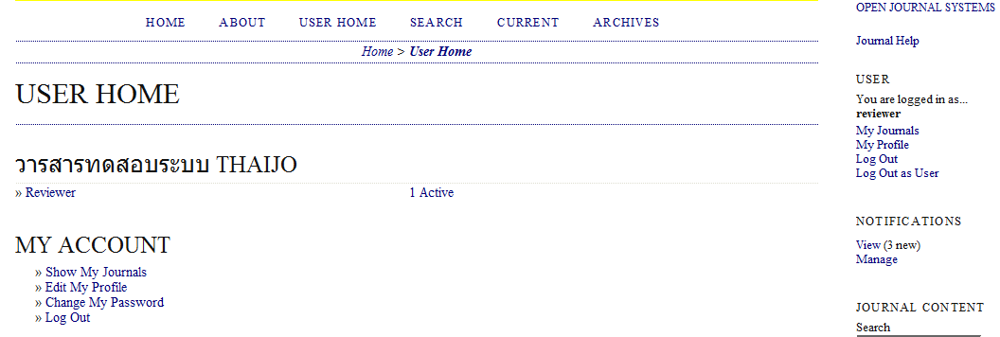 HOME ABOUT USER HOME SEARCH CURRENT ARCHIVES
Home > User Home
USER HOME
วารสารทดสอบระบบ THAIJO
» Reviewer 1 Active
MY ACCOUNT
» Show My Journals
» Edit My Profile
» Change My Password
» Log Out
OPEN JOURNAL SYSTEMS
Journal Help
USER
You are logged in as...
reviewer
My Journals
My Profile
Log Out
Log Out as User
NOTIFICATIONS
View (3 new)
Manage
JOURNAL CONTENT
Search